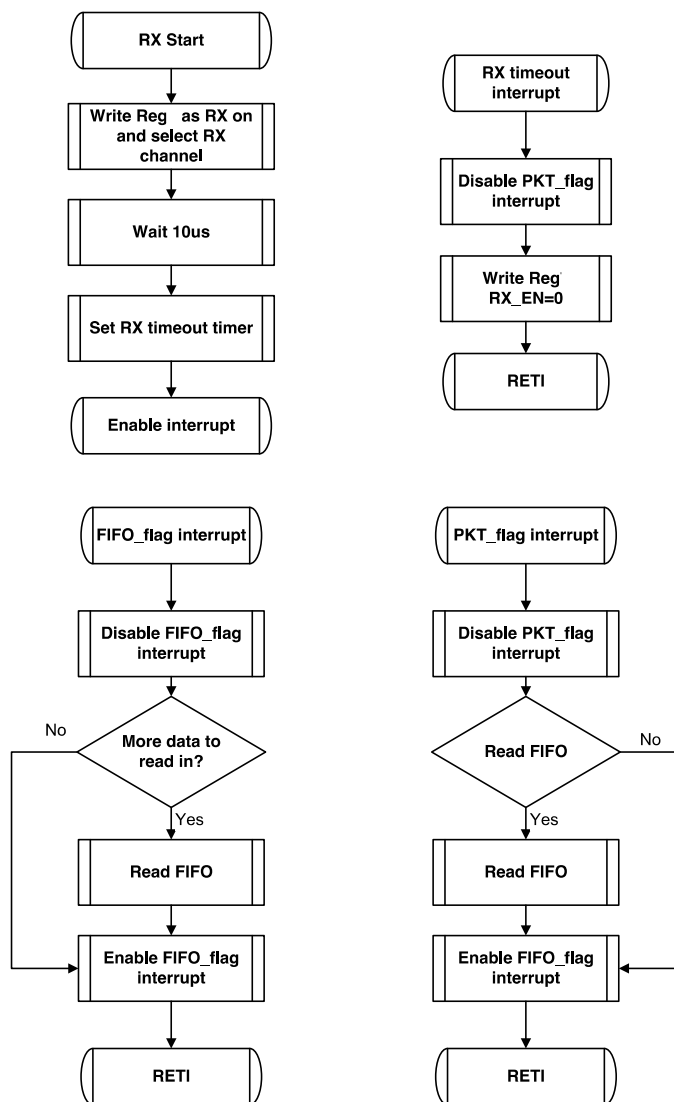 RX Start
Write Reg as RX on
and select RX
channel
Wait 10us
Set RX timeout timer
Enable interrupt
RX timeout
interrupt
Disable PKT_flag
interrupt
Write Reg
RX_EN=0
RETI
FIFO_flag interrupt
Disable FIFO_flag
interrupt
No
More data to
read in?
Yes
Read FIFO
Enable FIFO_flag
interrupt
RETI
PKT_flag interrupt
Disable PKT_flag
interrupt
Read FIFO
No
Yes
Read FIFO
Enable FIFO_flag
interrupt
RETI